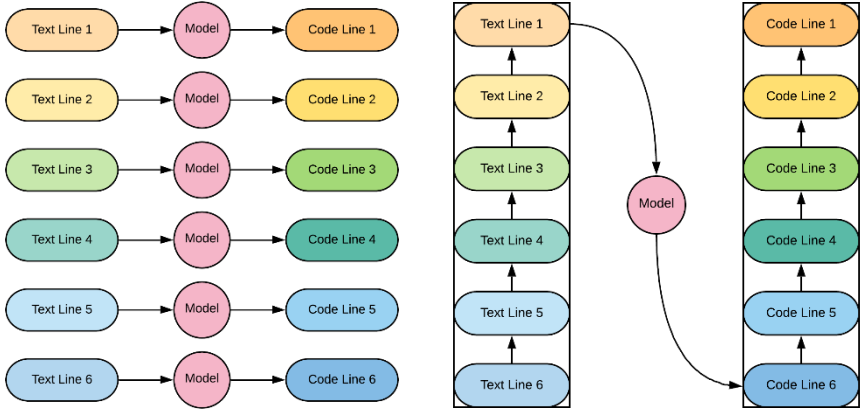 Text Line 1 Model Code Line 1
Text Line 2 Model Code Line 2
Text Line 3 Model Code Line 3
Text Line 4 Model Code Line 4
Text Line 5 Model Code Line 5
Text Line 6 Model Code Line 6
Text Line 1
Text Line 2
Text Line 3
Text Line 4
Text Line 5
Text Line 6
Model
Code Line 1
Code Line 2
Code Line 3
Code Line 4
Code Line 5
Code Line 6